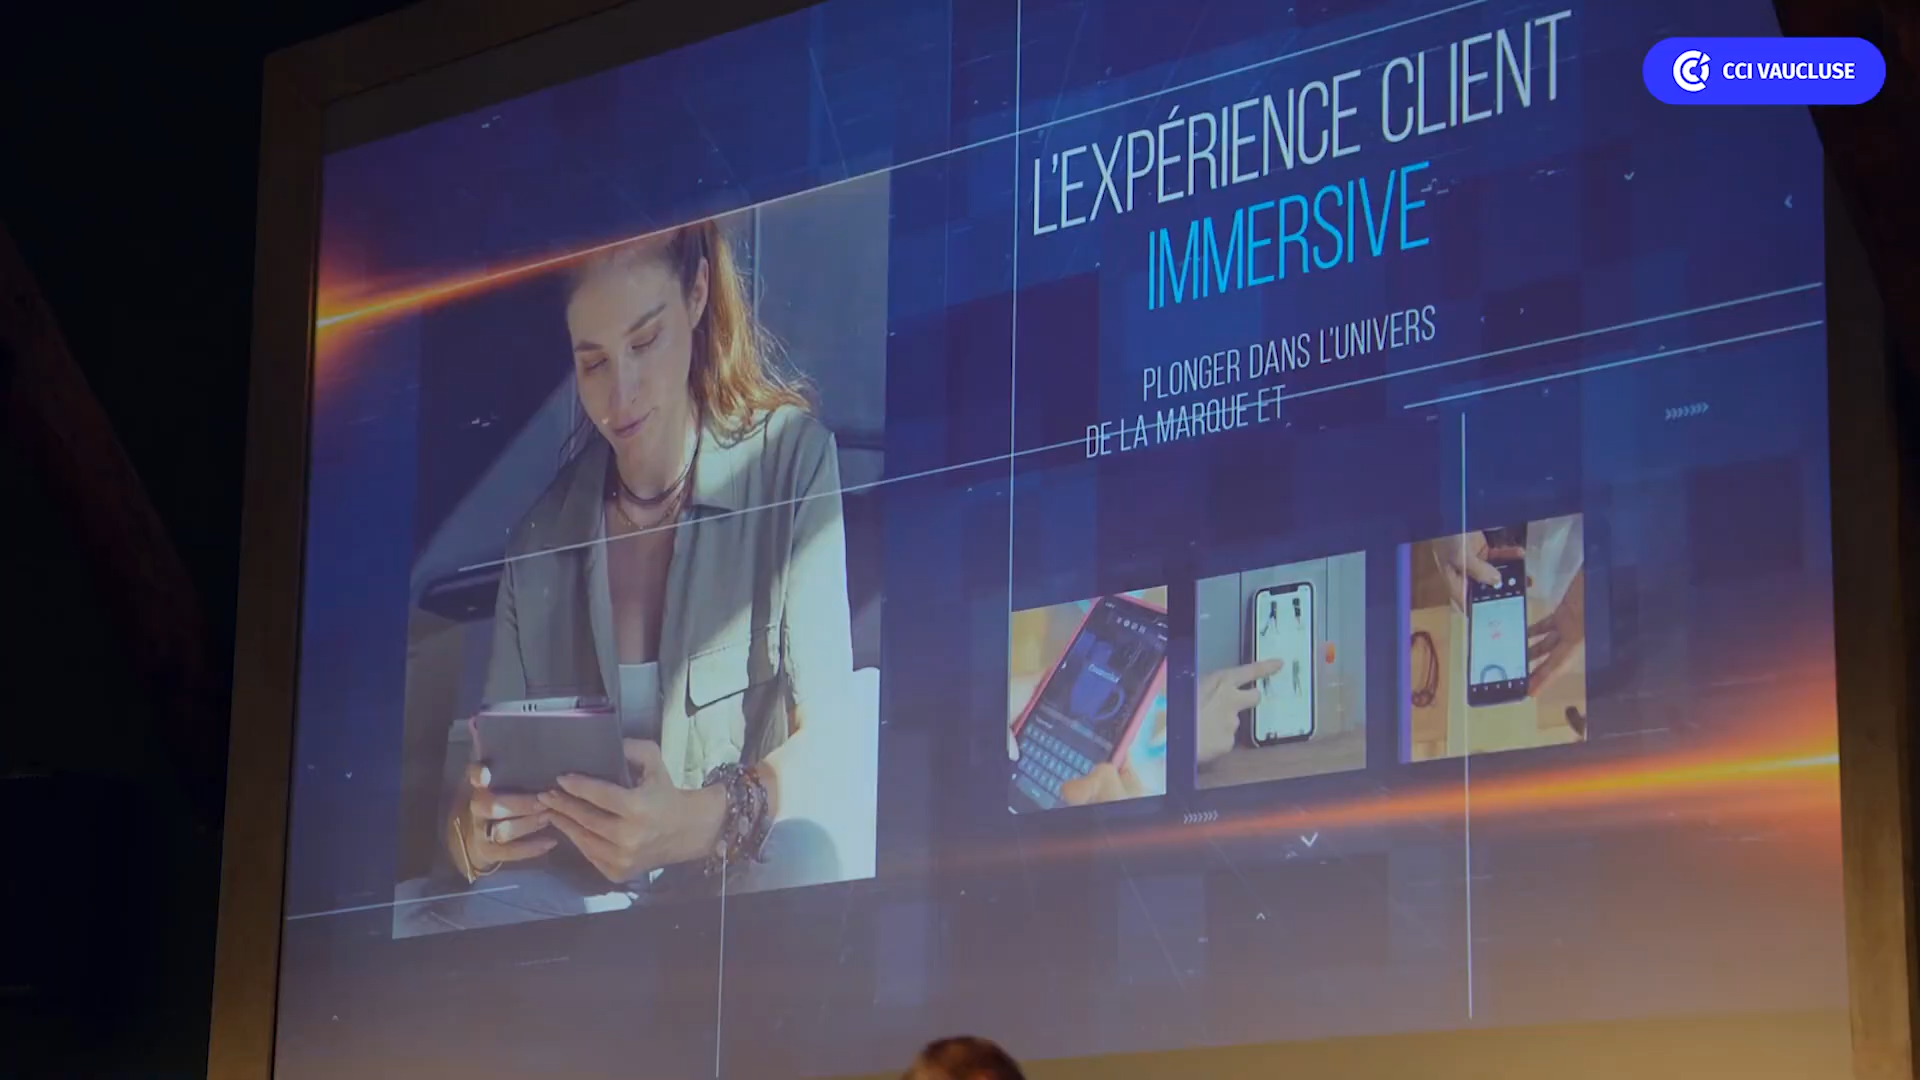 CCI VAUCLUSE
L'EXPÉRIENCE CLIENT
IMMERSIVE
PLONGER DANS L'UNIVERS
DE LA MARQUE ET